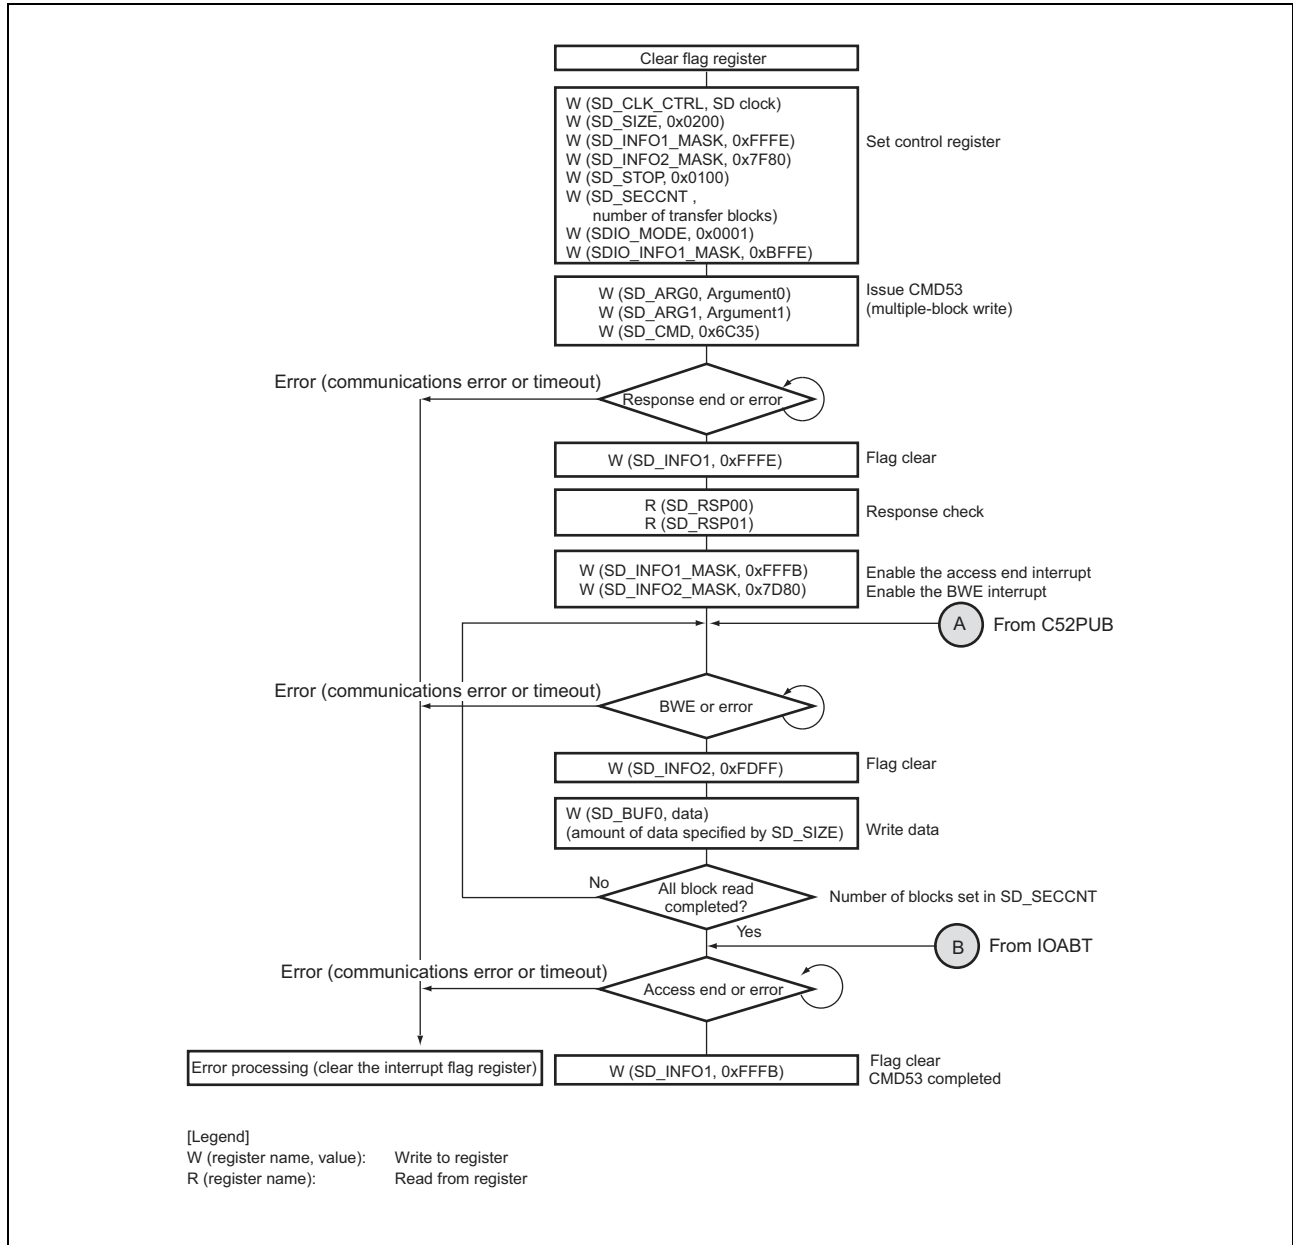 Clear flag register
W (SD_CLK_CTRL, SD clock)
W (SD_SIZE, 0x0200)
W (SD_INFO1_MASK, 0xFFFE)
W (SD_INFO2_MASK, 0x7F80)
W (SD_STOP, 0x0100)
W (SD_SECCNT ,
number of transfer blocks)
W (SDIO_MODE, 0x0001)
W (SDIO_INFO1_MASK, 0xBFFE)
Set control register
W (SD_ARG0, Argument0)
W (SD_ARG1, Argument1)
W (SD_CMD, 0x6C35)
Issue CMD53
(multiple-block write)
Error (communications error or timeout)
Response end or error
W (SD_INFO1, 0xFFFE)
Flag clear
R (SD_RSP00)
R (SD_RSP01)
Response check
W (SD_INFO1_MASK, 0xFFFB)
W (SD_INFO2_MASK, 0x7D80)
Enable the access end interrupt
Enable the BWE interrupt
A
From C52PUB
Error (communications error or timeout)
BWE or error
W (SD_INFO2, 0xFDFF)
Flag clear
W (SD_BUF0, data)
(amount of data specified by SD_SIZE)
Write data
No
All block read
completed?
Number of blocks set in SD_SECCNT
Yes
B
From IOABT
Error (communications error or timeout)
Access end or error
Error processing (clear the interrupt flag register)
W (SD_INFO1, 0xFFFB)
Flag clear
CMD53 completed
[Legend]
W (register name, value): Write to register
R (register name): Read from register